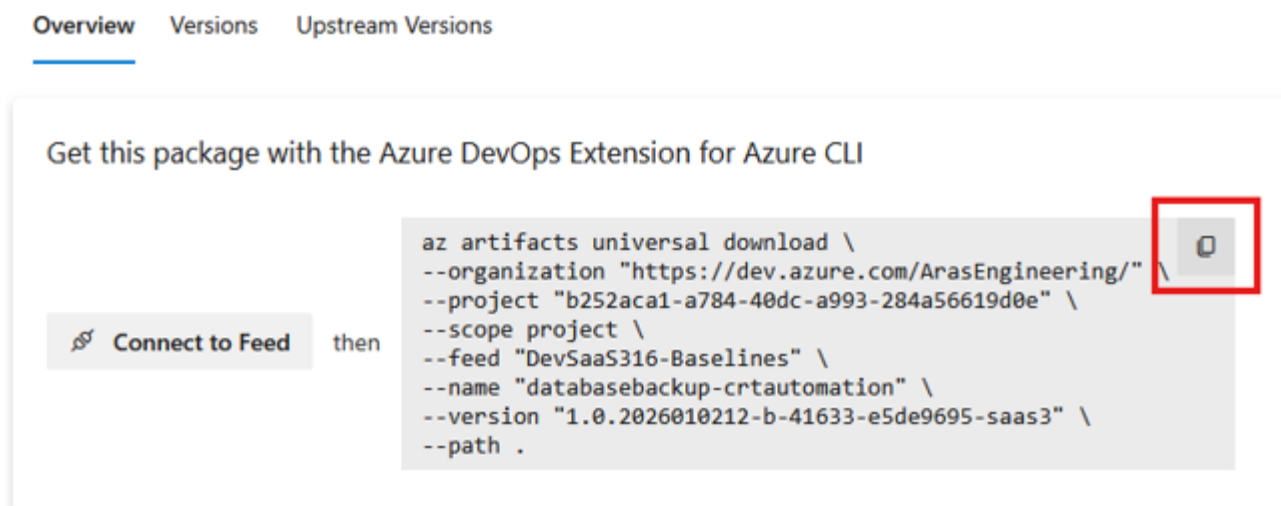 Overview Versions Upstream Versions
Get this package with the Azure DevOps Extension for Azure CLI
Connect to Feed then
az artifacts universal download \
--organization "https://dev.azure.com/ArasEngineering/" \
--project "b252aca1-a784-40dc-a993-284a56619d0e" \
--scope project \
--feed "DevSaaS316-Baselines" \
--name "databasebackup-crtautomation" \
--version "1.0.2026010212-b-41633-e5de9695-saas3" \
--path .